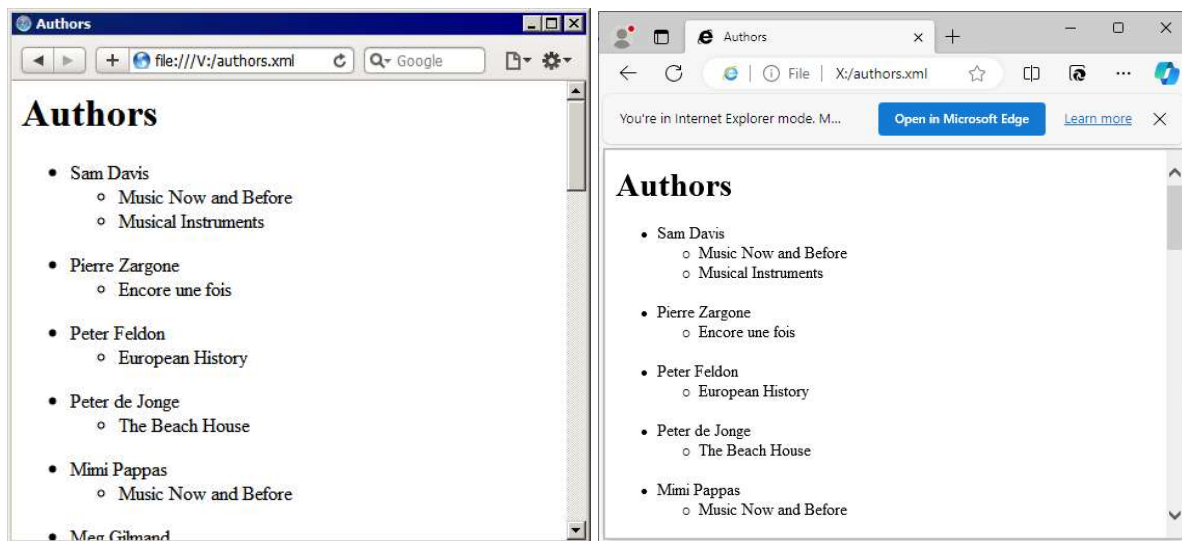 Authors
file:///V:/authors.xml
Google
Authors
Sam Davis
Music Now and Before
Musical Instruments
Pierre Zargone
Encore une fois
Peter Feldon
European History
Peter de Jonge
The Beach House
Mimi Pappas
Music Now and Before
Meg Gilmand
Authors
File X:/authors.xml
You're in Internet Explorer mode. M... Open in Microsoft Edge Learn more
Authors
Sam Davis
Music Now and Before
Musical Instruments
Pierre Zargone
Encore une fois
Peter Feldon
European History
Peter de Jonge
The Beach House
Mimi Pappas
Music Now and Before